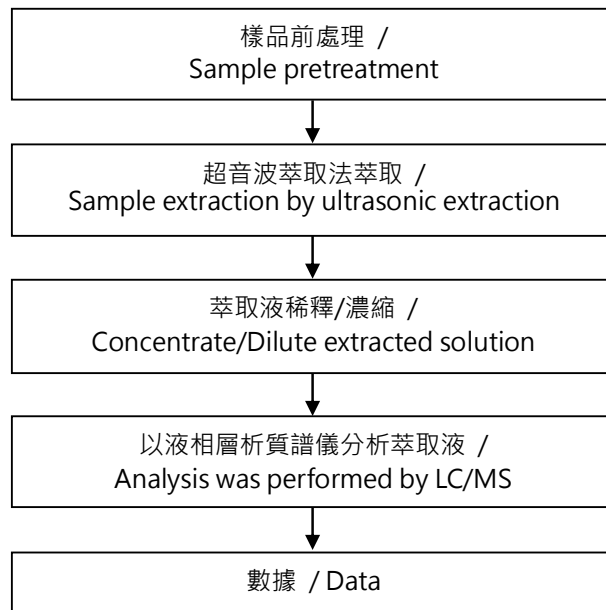 樣品前處理 /
Sample pretreatment
超音波萃取法萃取 /
Sample extraction by ultrasonic extraction
萃取液稀釋/濃縮 /
Concentrate/Dilute extracted solution
以液相層析質譜儀分析萃取液 /
Analysis was performed by LC/MS
數據 / Data